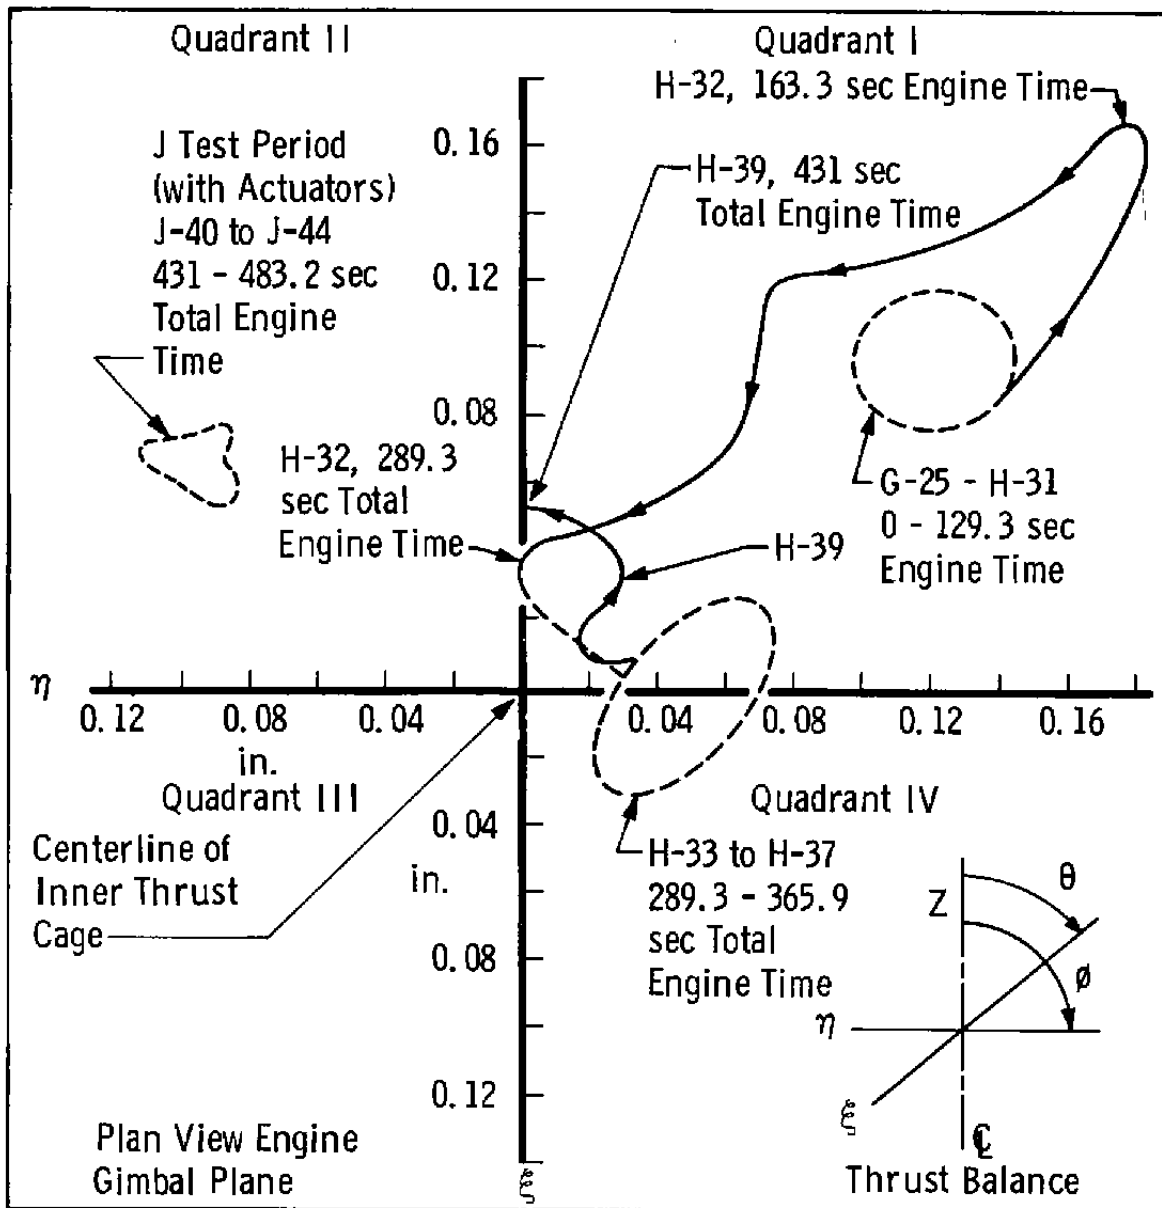 Quadrant II
Quadrant I
H-32, 163.3 sec Engine Time
J Test Period
(with Actuators)
J-40 to J-44
431 - 483.2 sec
Total Engine
Time
0.16
H-39, 431 sec
Total Engine Time
0.12
0.08
H-32, 289.3
sec Total
Engine Time
G-25 - H-31
0 - 129.3 sec
Engine Time
H-39
η
0.12
0.08
0.04
0.04
0.08
0.12
0.16
in.
Quadrant III
Quadrant IV
Centerline of
Inner Thrust
Cage
0.04
in.
0.08
0.12
H-33 to H-37
289.3 - 365.9
sec Total
Engine Time
Z
θ
ø
η
ξ
℄
Thrust Balance
Plan View Engine
Gimbal Plane
ξ